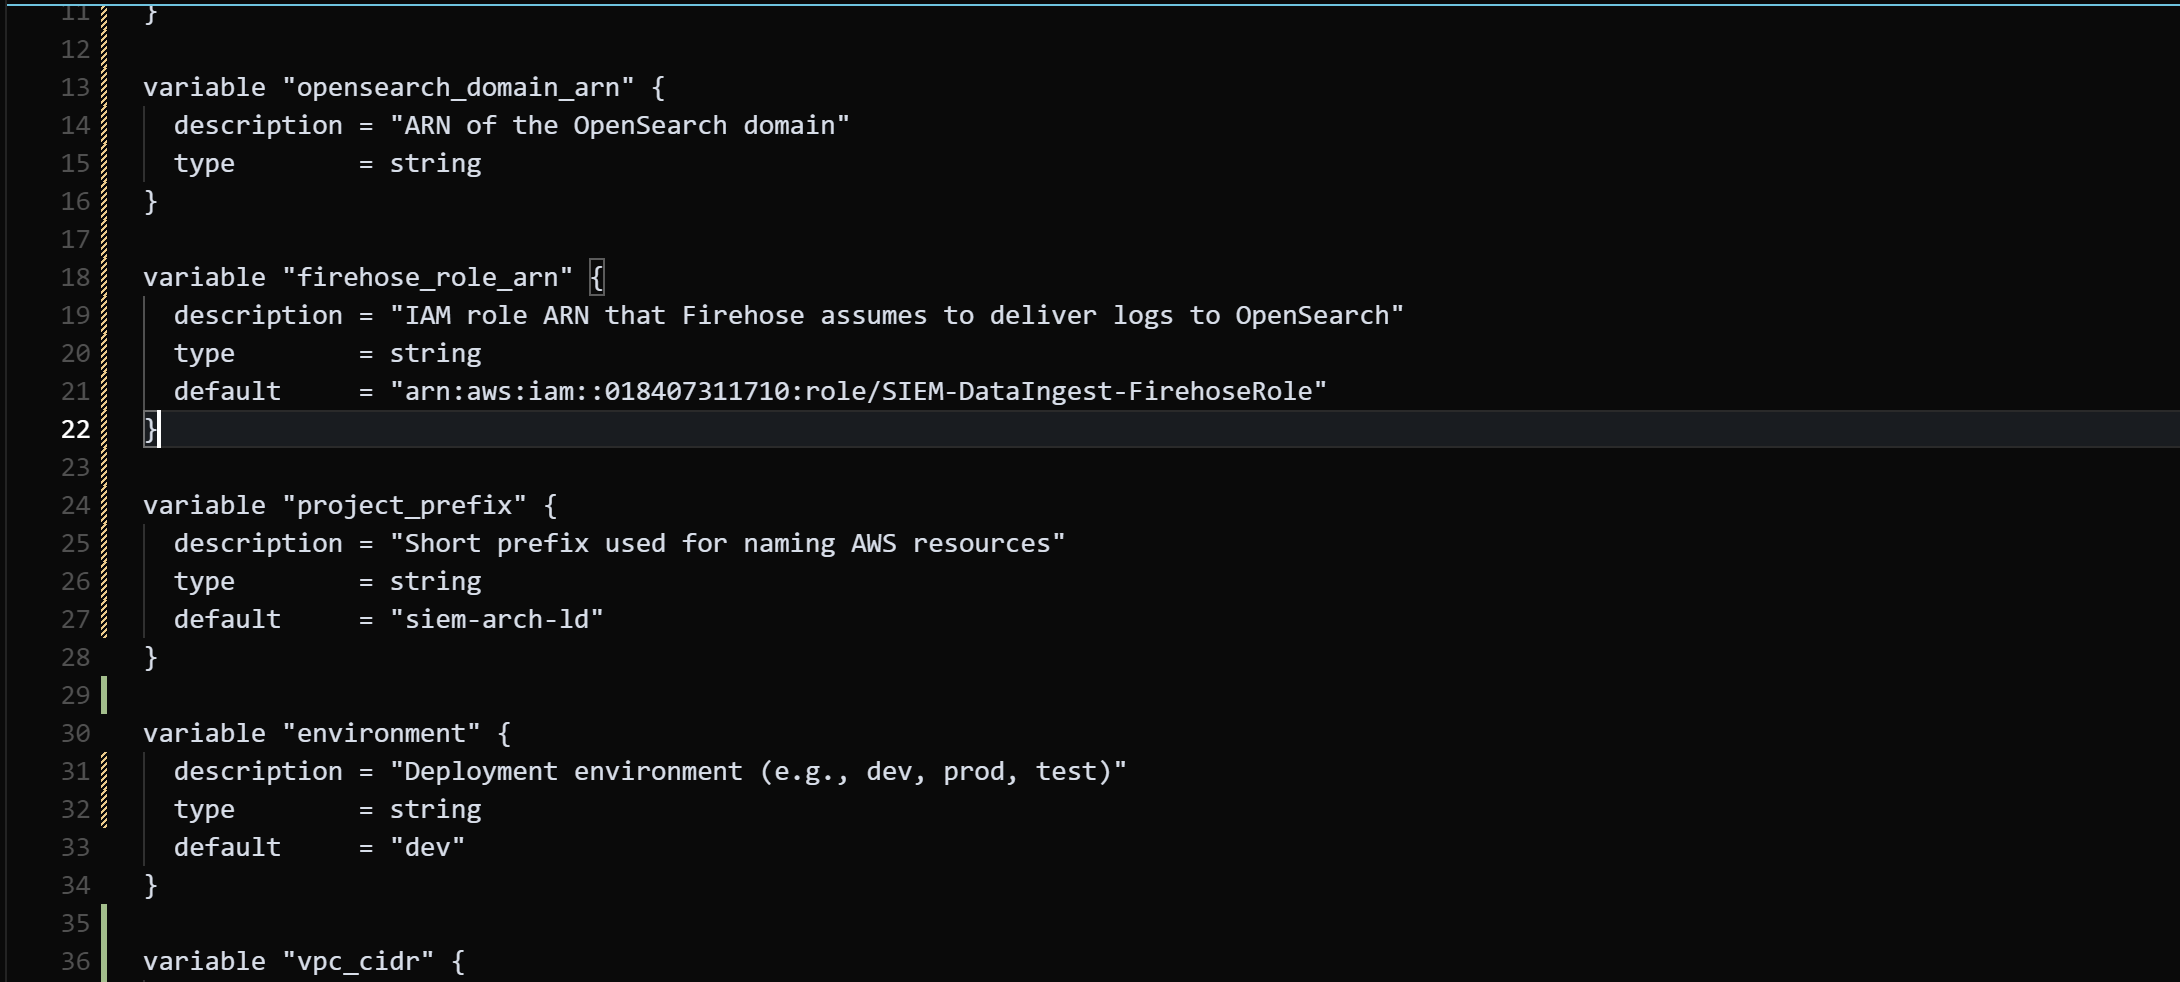 11 }
12
13 variable "opensearch_domain_arn" {
14   description = "ARN of the OpenSearch domain"
15   type        = string
16 }
17
18 variable "firehose_role_arn" {
19   description = "IAM role ARN that Firehose assumes to deliver logs to OpenSearch"
20   type        = string
21   default     = "arn:aws:iam::018407311710:role/SIEM-DataIngest-FirehoseRole"
22 }
23
24 variable "project_prefix" {
25   description = "Short prefix used for naming AWS resources"
26   type        = string
27   default     = "siem-arch-ld"
28 }
29
30 variable "environment" {
31   description = "Deployment environment (e.g., dev, prod, test)"
32   type        = string
33   default     = "dev"
34 }
35
36 variable "vpc_cidr" {